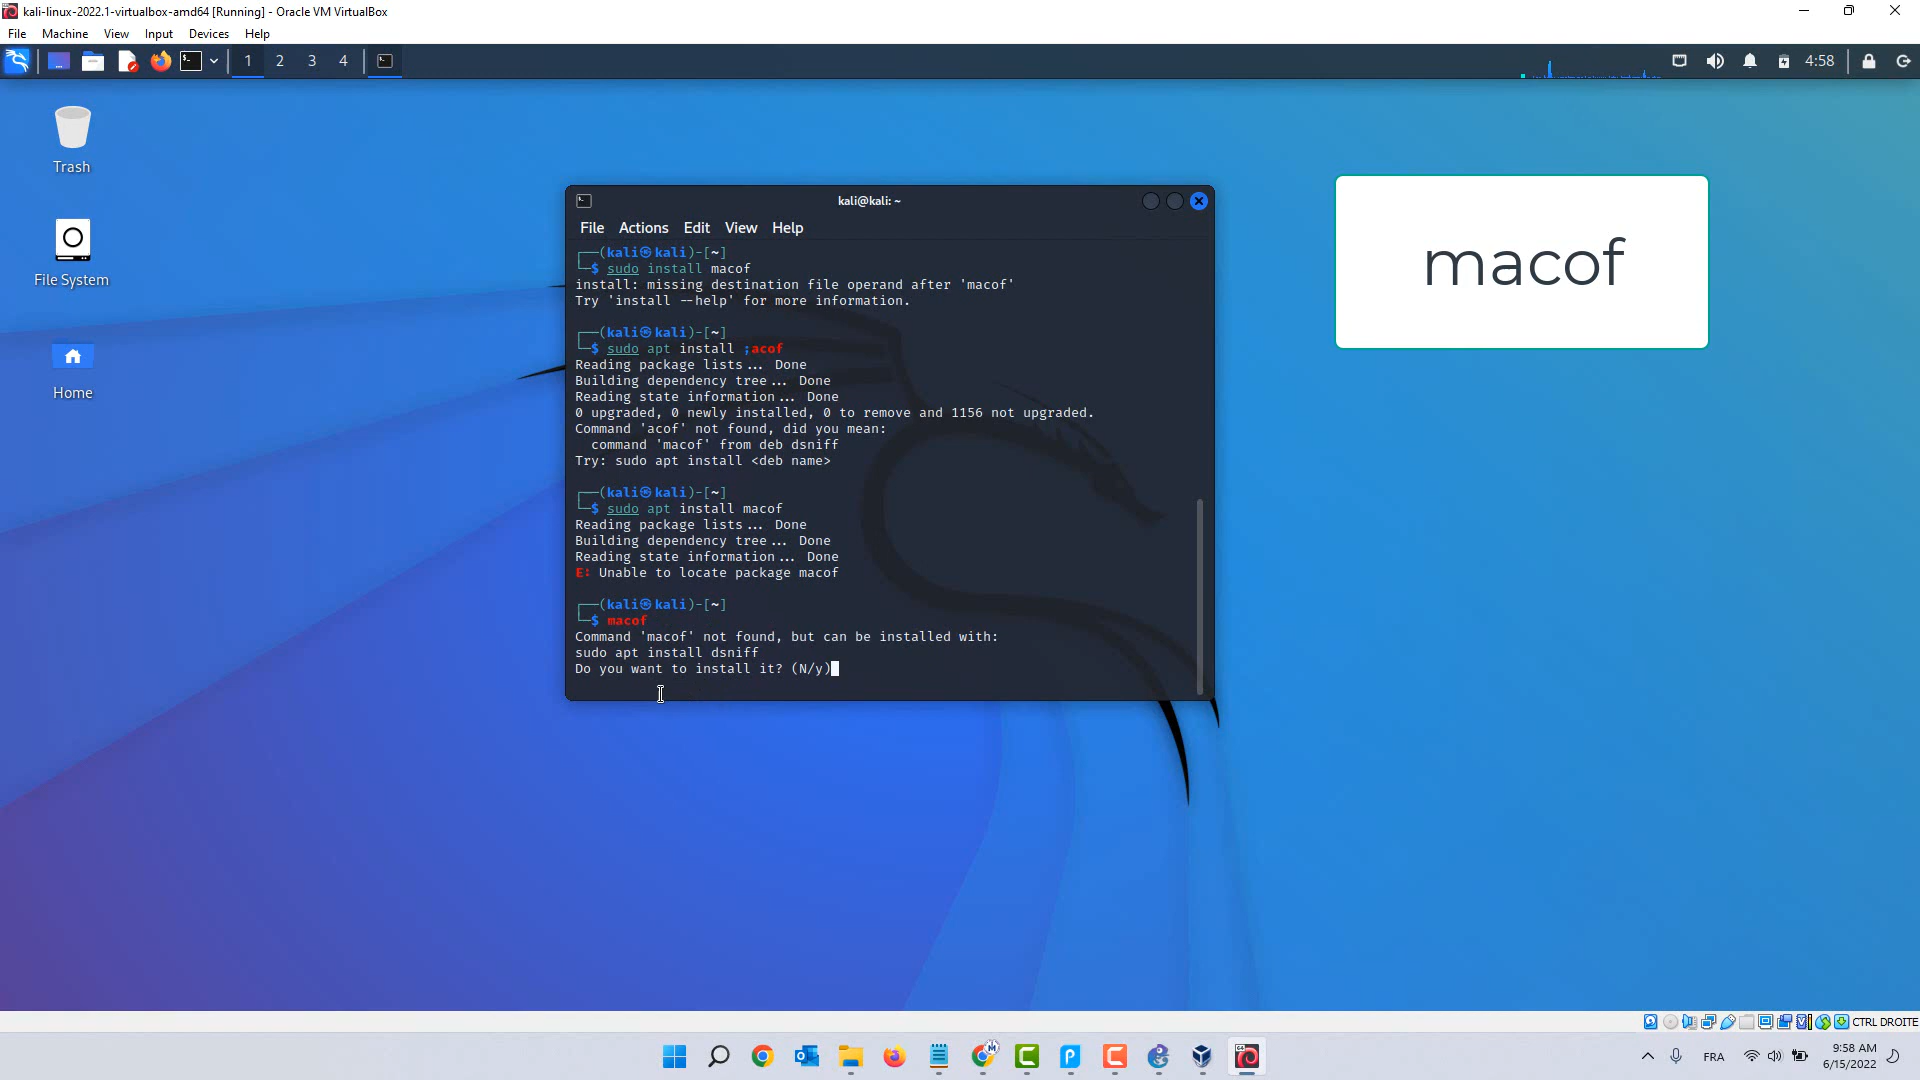 kali-linux-2022.1-virtualbox-amd64 [Running] - Oracle VM VirtualBox
File Machine View Input Devices Help
1 2 3 4
4:58
Trash
File System
Home
kali@kali: ~
File Actions Edit View Help
┌──(kali㉿kali)-[~]
└─$ sudo install macof
install: missing destination file operand after 'macof'
Try 'install --help' for more information.
┌──(kali㉿kali)-[~]
└─$ sudo apt install ;acof
Reading package lists... Done
Building dependency tree... Done
Reading state information... Done
0 upgraded, 0 newly installed, 0 to remove and 1156 not upgraded.
Command 'acof' not found, did you mean:
command 'macof' from deb dsniff
Try: sudo apt install <deb name>
┌──(kali㉿kali)-[~]
└─$ sudo apt install macof
Reading package lists... Done
Building dependency tree... Done
Reading state information... Done
E: Unable to locate package macof
┌──(kali㉿kali)-[~]
└─$ macof
Command 'macof' not found, but can be installed with:
sudo apt install dsniff
Do you want to install it? (N/y)
macof
CTRL DROITE
FRA
9:58 AM
6/15/2022